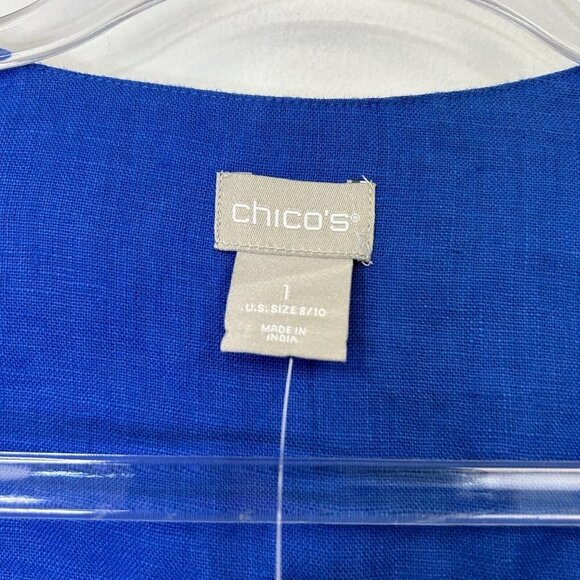 chico's®
1
U.S. SIZE 8/10
MADE IN
INDIA